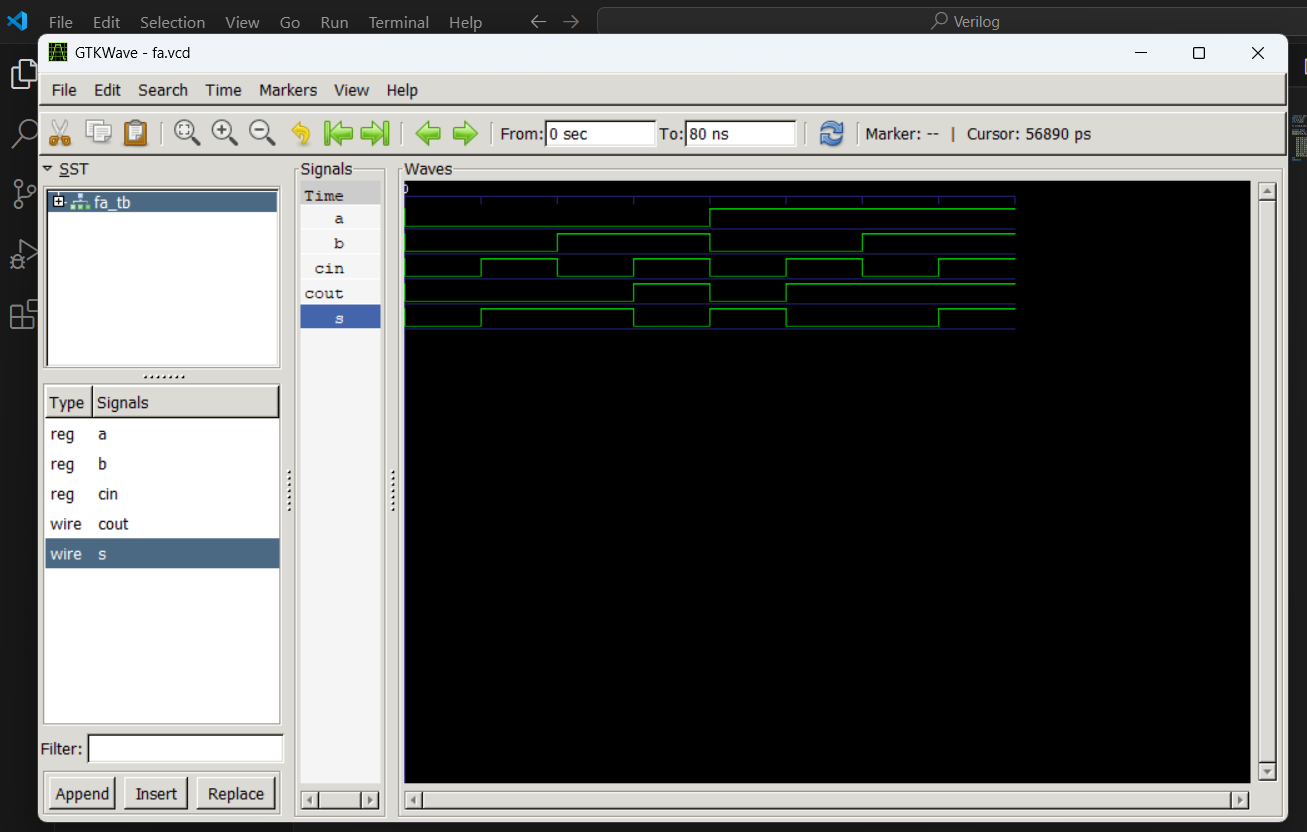 File Edit Selection View Go Run Terminal Help Verilog
GTKWave - fa.vcd
File Edit Search Time Markers View Help
From: 0 sec To: 80 ns Marker: -- | Cursor: 56890 ps
SST
fa_tb
Type Signals
reg a
reg b
reg cin
wire cout
wire s
Filter:
Append Insert Replace
Signals
Time
a
b
cin
cout
s
Waves
0